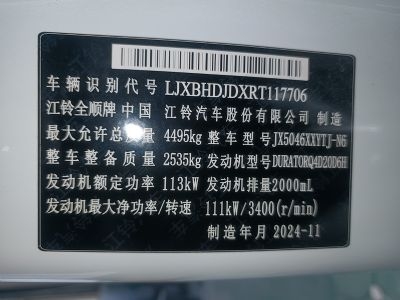 车辆识别代号 LJXBHDJDXRT117706
江铃全顺牌 中国 江铃汽车股份有限公司 制造
最大允许总质量 4495kg 整车型号 JX5046XXYTJ-N6
整车整备质量 2535kg 发动机型号 DURATORQ4D20D6H
发动机额定功率 113kW 发动机排量 2000mL
发动机最大净功率/转速 111kW/3400(r/min)
制造年月 2024-11